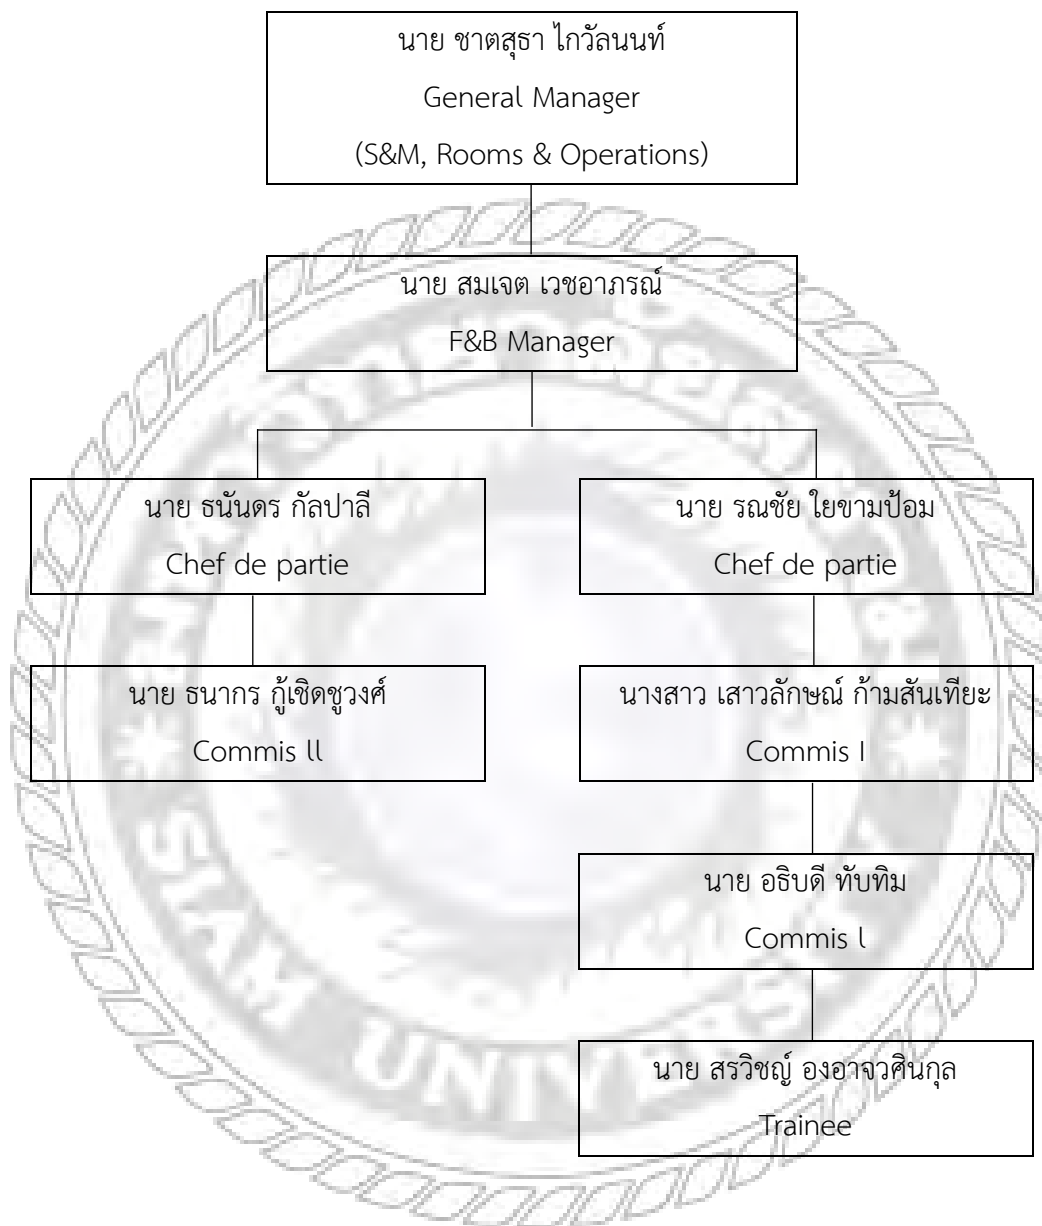 นาย ชาตสุธา ไกวัลนนท์
General Manager
(S&M, Rooms & Operations)
นาย สมเจต เวชอาภรณ์
F&B Manager
นาย ธนันดร กัลปาลี
Chef de partie
นาย รณชัย ใยขามป้อม
Chef de partie
นาย ธนากร กู้เชิดชูวงศ์
Commis ll
นางสาว เสาวลักษณ์ ก้ามสันเทียะ
Commis I
นาย อธิบดี ทับทิม
Commis l
นาย สรวิชญ์ องอาจวศินกุล
Trainee
SIAM UNIVERSITY